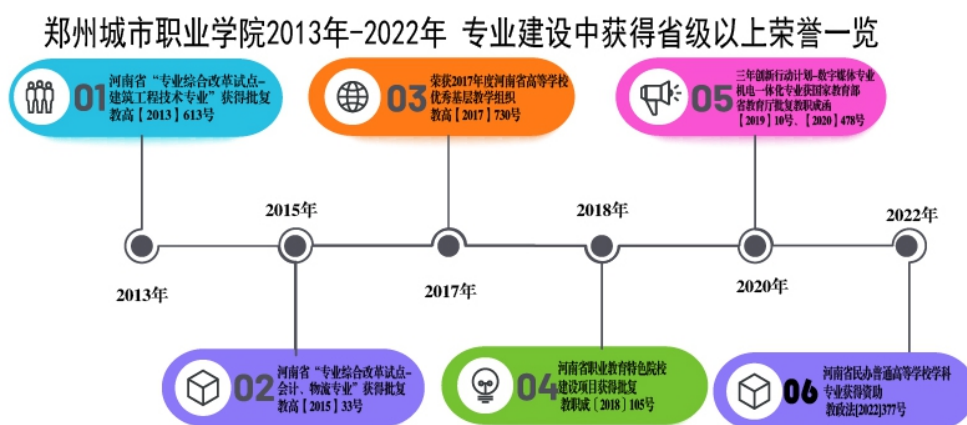 郑州城市职业学院2013年-2022年 专业建设中获得省级以上荣誉一览
01
河南省“专业综合改革试点-
建筑工程技术专业”获得批复
教高【2013】613号
03
荣获2017年度河南省高等学校
优秀基层教学组织
教高【2017】730号
05
三年创新行动计划-数字媒体专业
机电一体化专业获国家教育部
省教育厅批复教职成函
【2019】10号、【2020】478号
2015年
2018年
2022年
2013年
2017年
2020年
02
河南省“专业综合改革试点-
会计、物流专业”获得批复
教高【2015】33号
04
河南省职业教育特色院校
建设项目获得批复
教职成〔2018〕105号
06
河南省民办普通高等学校学科
专业获得资助
教政法[2022]377号